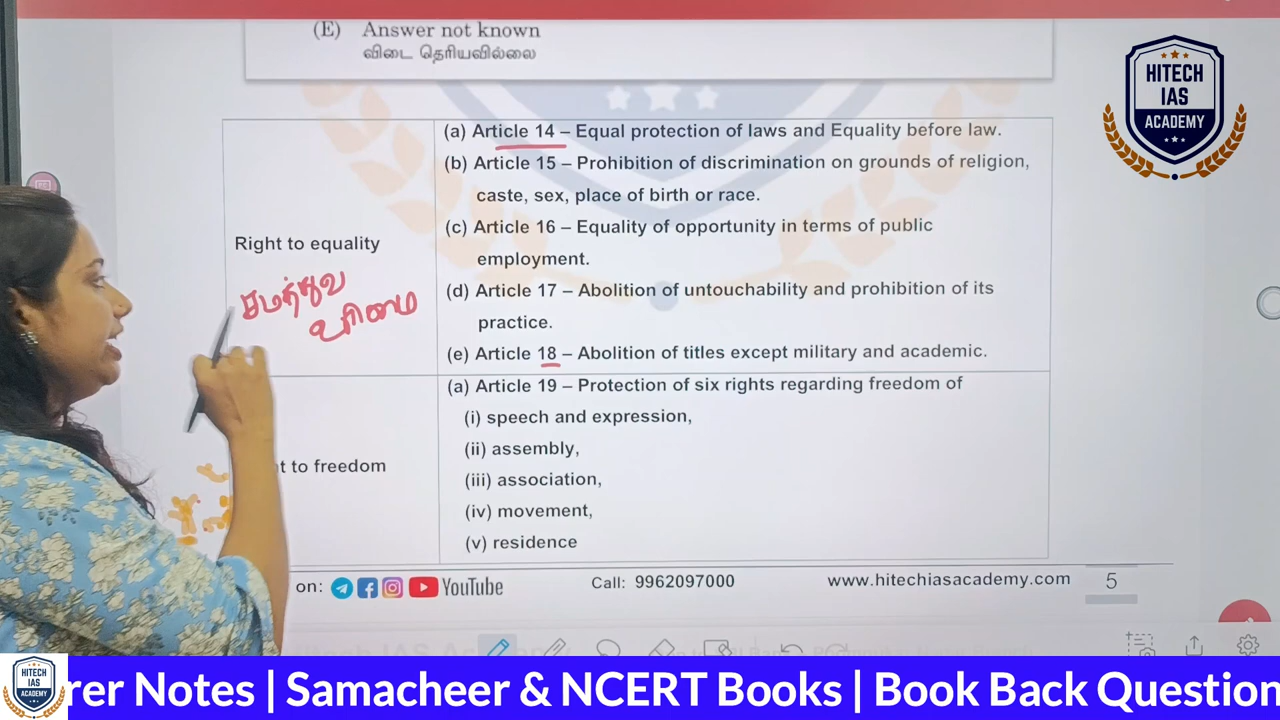 (E) Answer not known
விடை தெரியவில்லை
HITECH
IAS
ACADEMY
Right to equality
சமத்துவ
உரிமை
(a) Article 14 – Equal protection of laws and Equality before law.
(b) Article 15 – Prohibition of discrimination on grounds of religion,
caste, sex, place of birth or race.
(c) Article 16 – Equality of opportunity in terms of public
employment.
(d) Article 17 – Abolition of untouchability and prohibition of its
practice.
(e) Article 18 – Abolition of titles except military and academic.
t to freedom
(a) Article 19 – Protection of six rights regarding freedom of
(i) speech and expression,
(ii) assembly,
(iii) association,
(iv) movement,
(v) residence
on: YouTube Call: 9962097000 www.hitechiasacademy.com 5
HITECH
IAS
ACADEMY
rer Notes | Samacheer & NCERT Books | Book Back Question